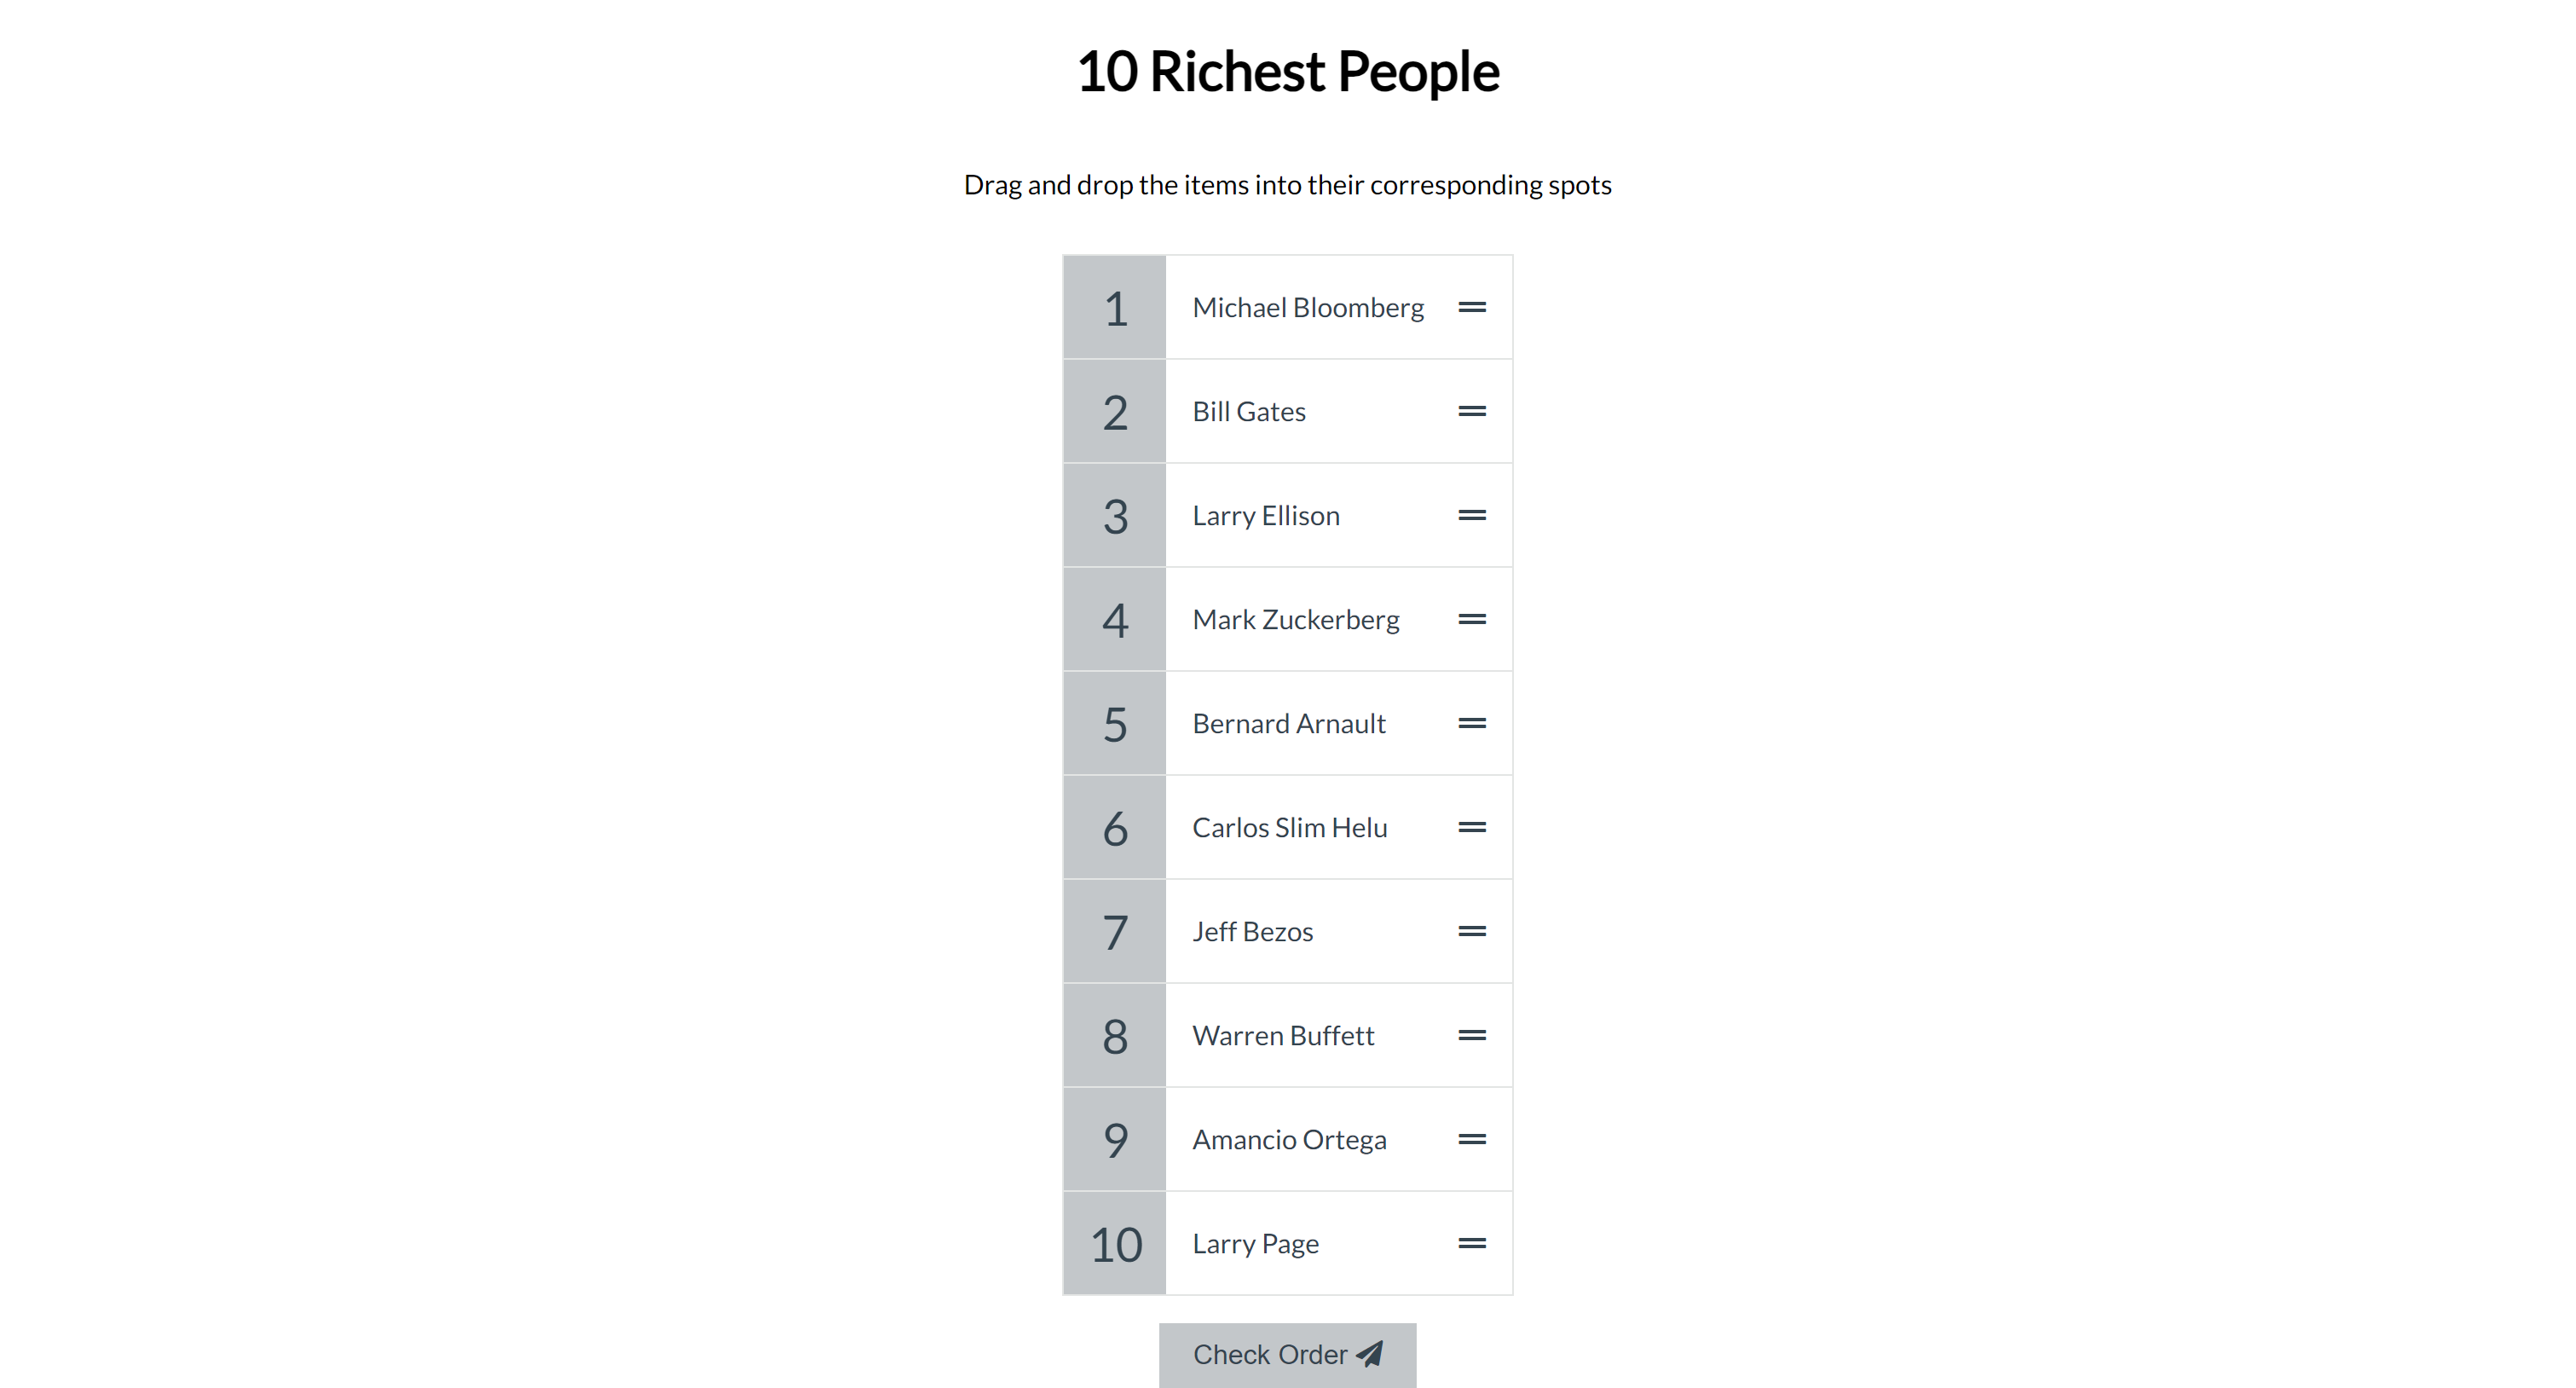 10 Richest People
Drag and drop the items into their corresponding spots
1 Michael Bloomberg
2 Bill Gates
3 Larry Ellison
4 Mark Zuckerberg
5 Bernard Arnault
6 Carlos Slim Helu
7 Jeff Bezos
8 Warren Buffett
9 Amancio Ortega
10 Larry Page
Check Order